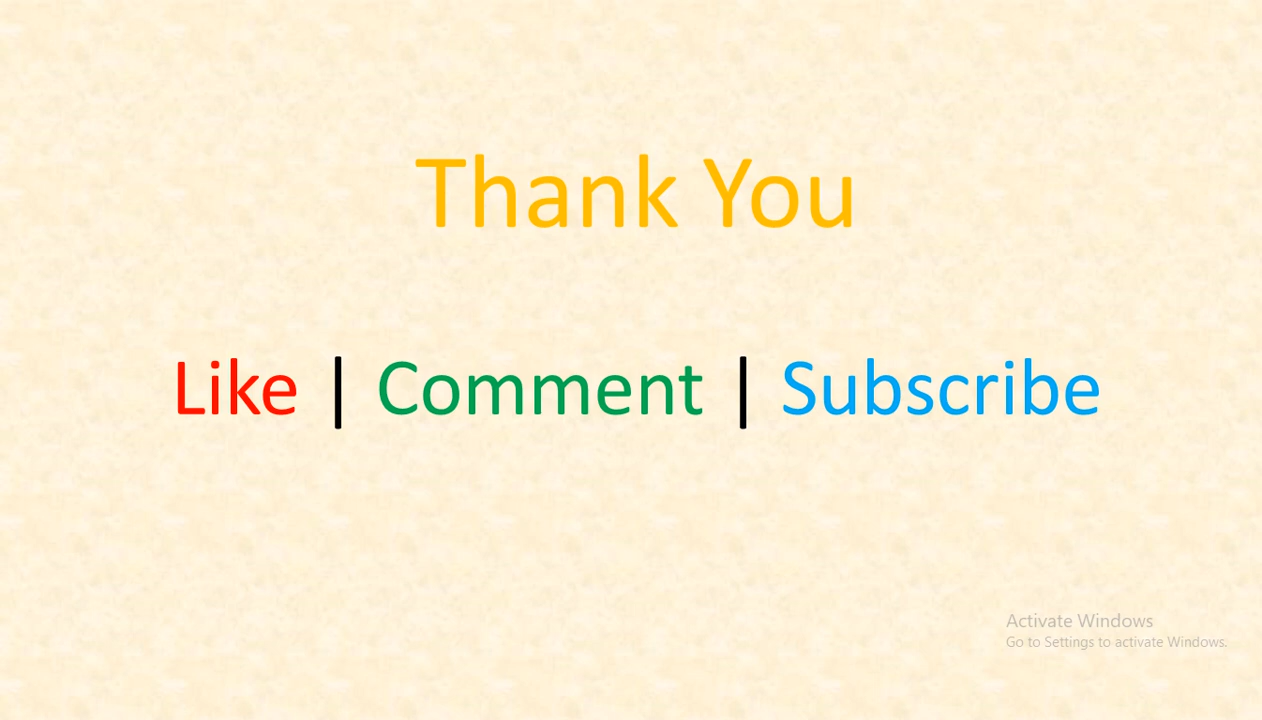 Thank You
Like | Comment | Subscribe
Activate Windows
Go to Settings to activate Windows.